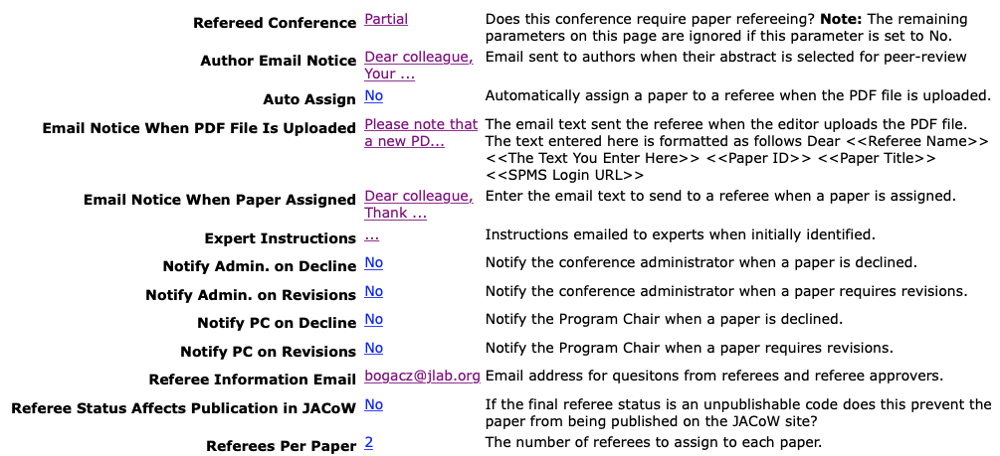 Refereed Conference Partial Does this conference require paper refereeing? Note: The remaining
parameters on this page are ignored if this parameter is set to No.
Author Email Notice Dear colleague, Email sent to authors when their abstract is selected for peer-review
Your ...
Auto Assign No Automatically assign a paper to a referee when the PDF file is uploaded.
Email Notice When PDF File Is Uploaded Please note that The email text sent the referee when the editor uploads the PDF file.
a new PD... The text entered here is formatted as follows Dear <<Referee Name>>
<<The Text You Enter Here>> <<Paper ID>> <<Paper Title>>
<<SPMS Login URL>>
Email Notice When Paper Assigned Dear colleague, Enter the email text to send to a referee when a paper is assigned.
Thank ...
Expert Instructions ... Instructions emailed to experts when initially identified.
Notify Admin. on Decline No Notify the conference administrator when a paper is declined.
Notify Admin. on Revisions No Notify the conference administrator when a paper requires revisions.
Notify PC on Decline No Notify the Program Chair when a paper is declined.
Notify PC on Revisions No Notify the Program Chair when a paper requires revisions.
Referee Information Email bogacz@jlab.org Email address for quesitons from referees and referee approvers.
Referee Status Affects Publication in JACoW No If the final referee status is an unpublishable code does this prevent the
paper from being published on the JACoW site?
Referees Per Paper 2 The number of referees to assign to each paper.